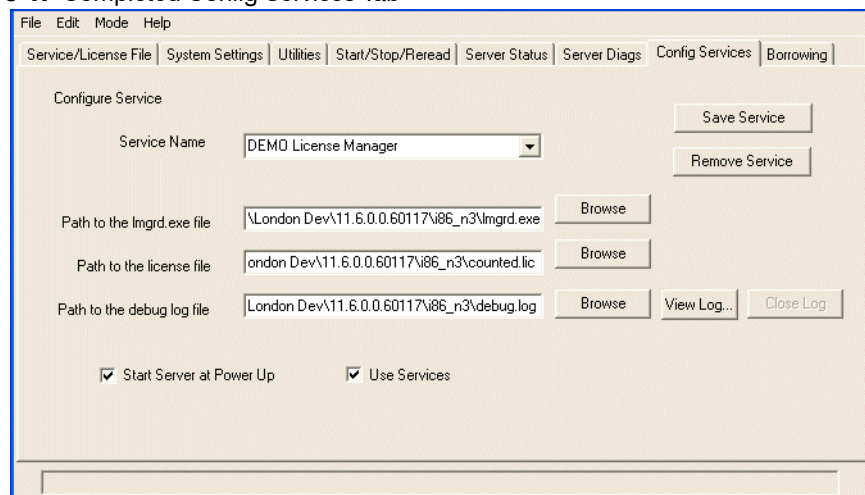 Completed Config Services Tab
File Edit Mode Help
Service/License File System Settings Utilities Start/Stop/Reread Server Status Server Diags Config Services Borrowing
Configure Service
Save Service
Service Name DEMO License Manager
Remove Service
Path to the lmgrd.exe file \London Dev\11.6.0.0.60117\i86_n3\lmgrd.exe Browse
Path to the license file ondon Dev\11.6.0.0.60117\i86_n3\counted.lic Browse
Path to the debug log file London Dev\11.6.0.0.60117\i86_n3\debug.log Browse View Log... Close Log
Start Server at Power Up Use Services